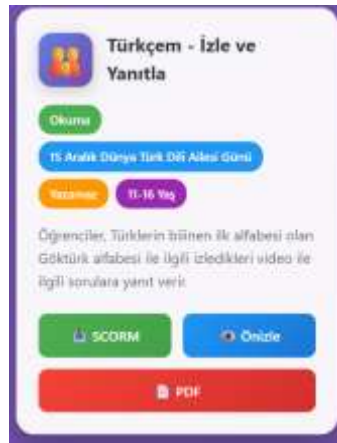 Türkçem - İzle ve
Yanıtla
Okuma
15 Aralık Dünya Türk Dili Ailesi Günü
Yazamaz
11-16 Yaş
Öğrenciler, Türklerin bilinen ilk alfabesi olan
Göktürk alfabesi ile ilgili izledikleri video ile
ilgili sorulara yanıt verir.
SCORM
Önizle
PDF